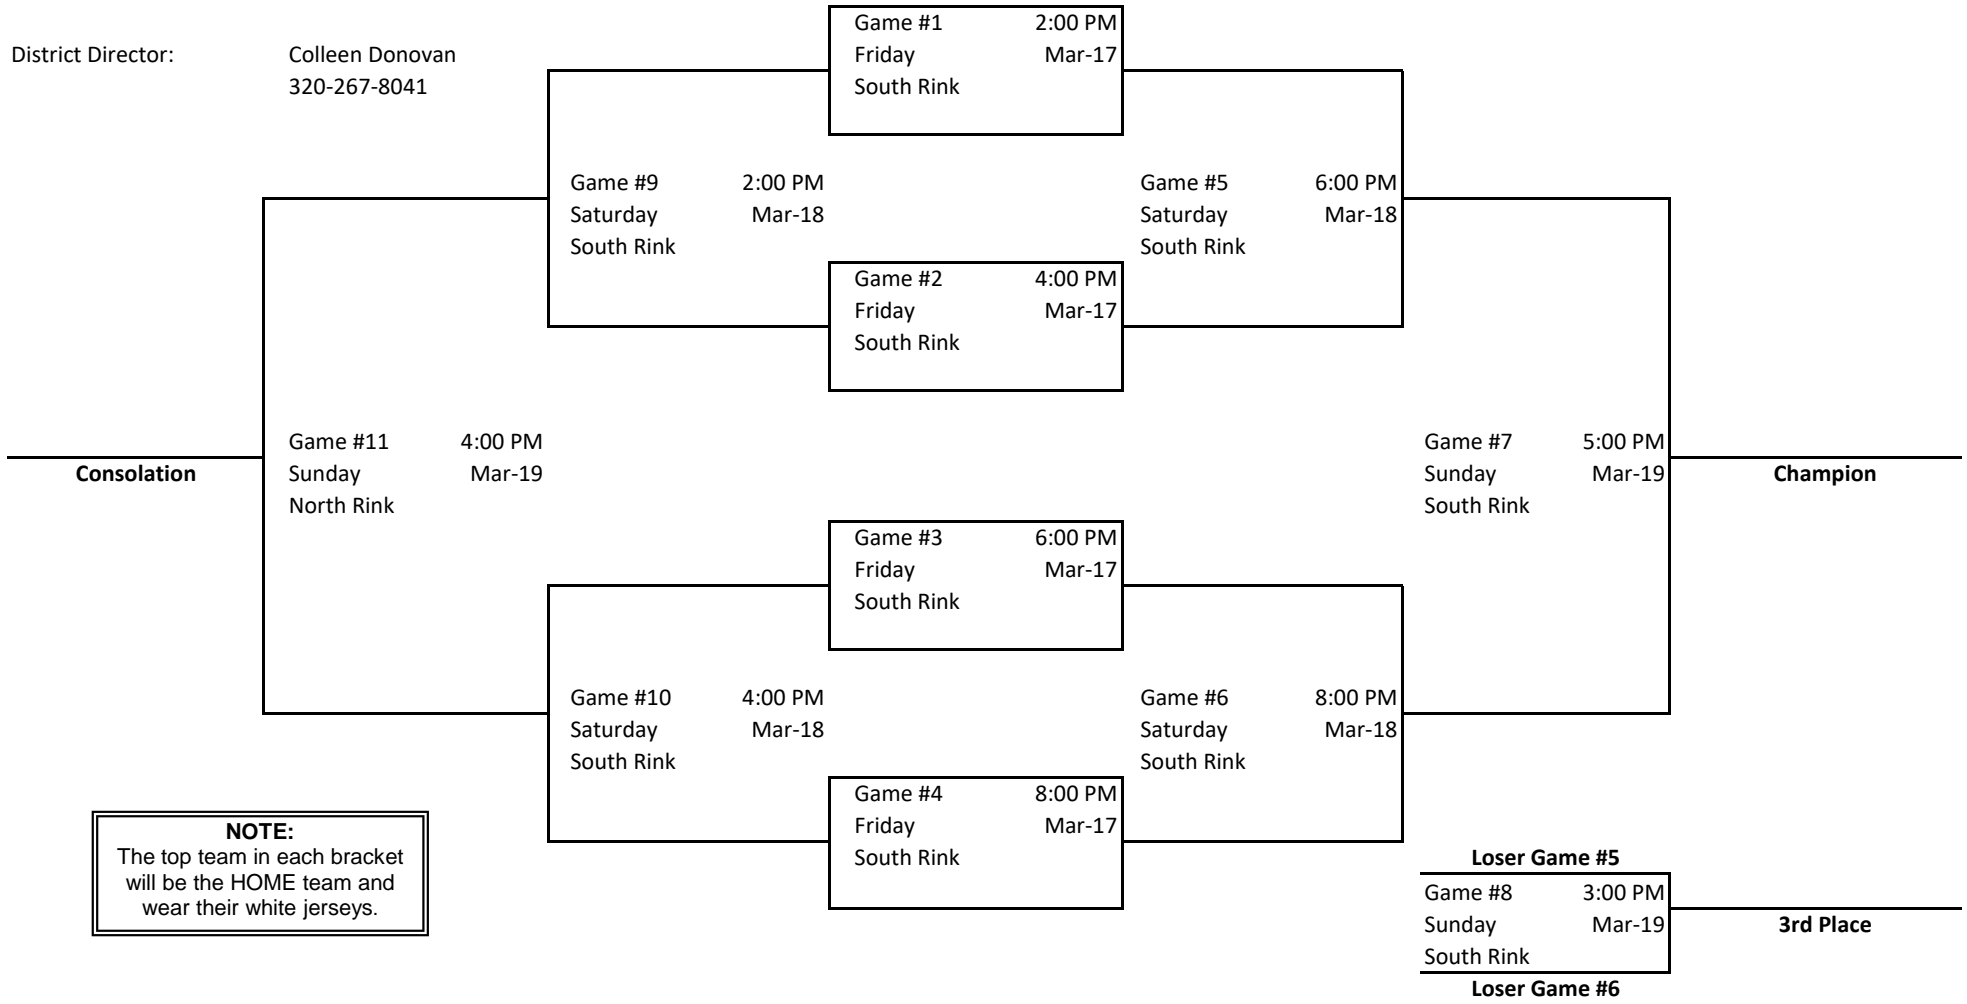 District Director: Colleen Donovan
320-267-8041
Game #1 2:00 PM
Friday Mar-17
South Rink
Game #9 2:00 PM
Saturday Mar-18
South Rink
Game #5 6:00 PM
Saturday Mar-18
South Rink
Game #2 4:00 PM
Friday Mar-17
South Rink
Consolation
Game #11 4:00 PM
Sunday Mar-19
North Rink
Game #7 5:00 PM
Sunday Mar-19
South Rink
Champion
Game #3 6:00 PM
Friday Mar-17
South Rink
Game #10 4:00 PM
Saturday Mar-18
South Rink
Game #6 8:00 PM
Saturday Mar-18
South Rink
Game #4 8:00 PM
Friday Mar-17
South Rink
NOTE:
The top team in each bracket
will be the HOME team and
wear their white jerseys.
Loser Game #5
Game #8 3:00 PM
Sunday Mar-19
South Rink
3rd Place
Loser Game #6